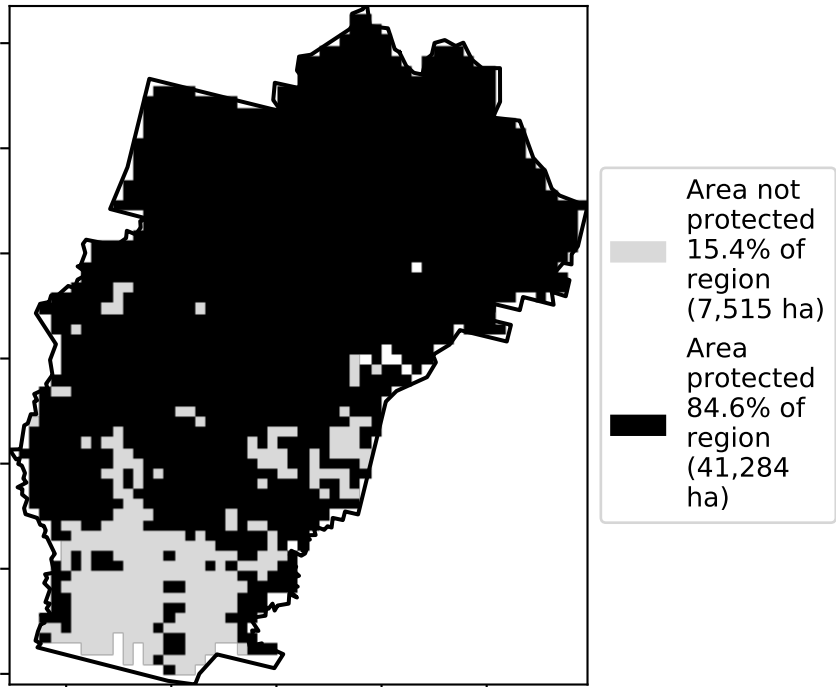 Area not
protected
15.4% of
region
(7,515 ha)
Area
protected
84.6% of
region
(41,284
ha)